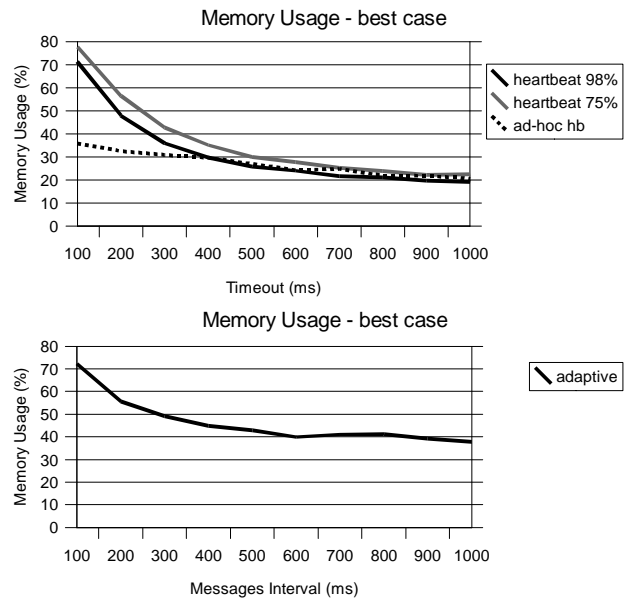 Memory Usage - best case
80
70
60
50
40
30
20
10
0
Memory Usage (%)
100 200 300 400 500 600 700 800 900 1000
Timeout (ms)
heartbeat 98%
heartbeat 75%
ad-hoc hb
Memory Usage - best case
80
70
60
50
40
30
20
10
0
Memory Usage (%)
100 200 300 400 500 600 700 800 900 1000
Messages Interval (ms)
adaptive